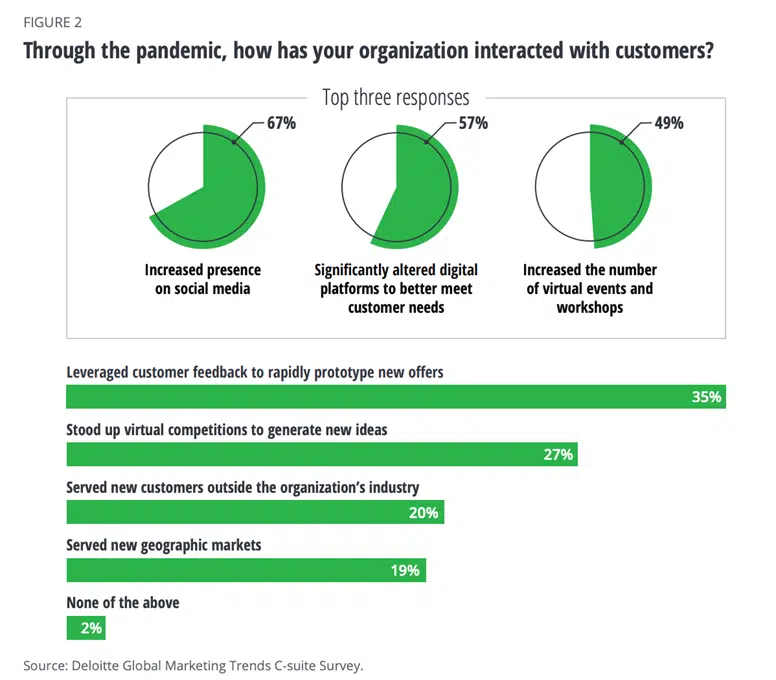 FIGURE 2
Through the pandemic, how has your organization interacted with customers?
Top three responses
67%
57%
49%
Increased presence
on social media
Significantly altered digital
platforms to better meet
customer needs
Increased the number
of virtual events and
workshops
Leveraged customer feedback to rapidly prototype new offers
35%
Stood up virtual competitions to generate new ideas
27%
Served new customers outside the organization’s industry
20%
Served new geographic markets
19%
None of the above
2%
Source: Deloitte Global Marketing Trends C-suite Survey.